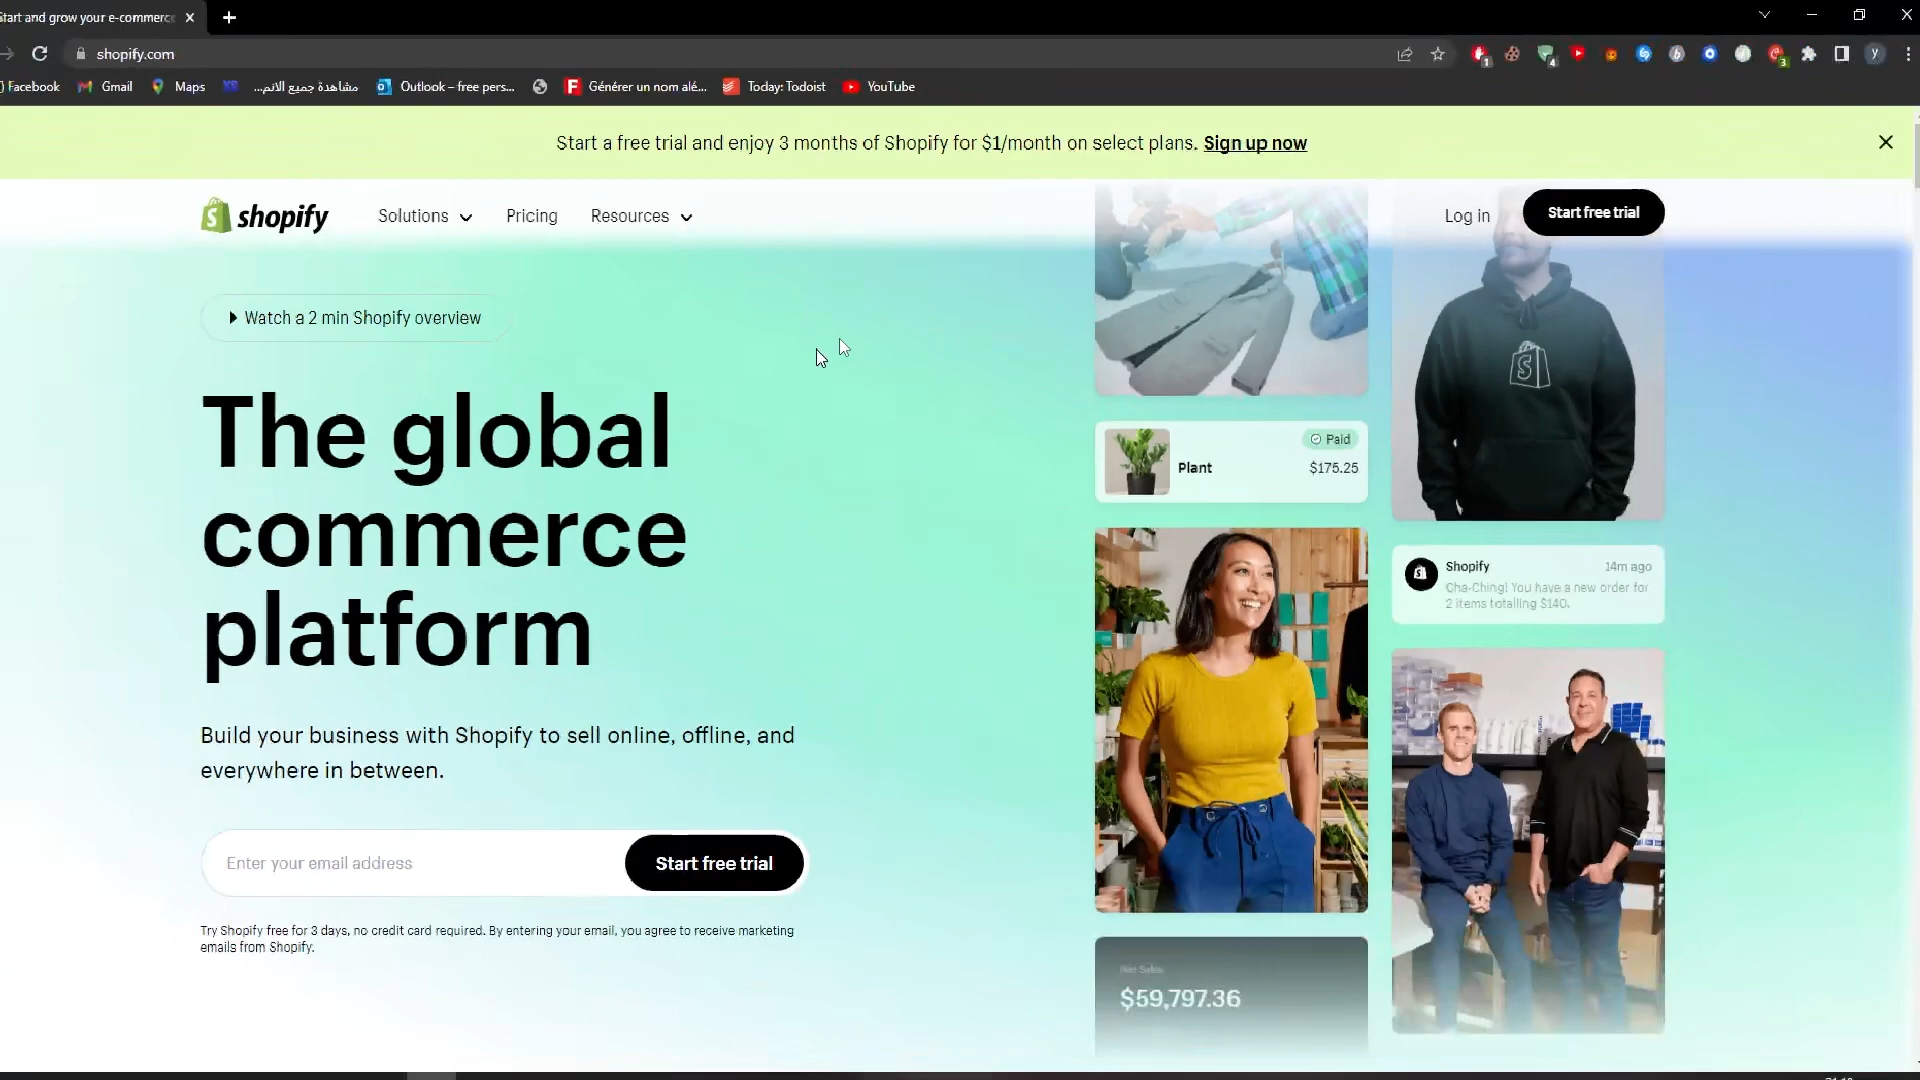 Start and grow your e-commerce
shopify.com
Facebook
Gmail
Maps
مشاهدة جميع الانم...
Outlook – free pers...
Générer un nom alé...
Today: Todoist
YouTube
Start a free trial and enjoy 3 months of Shopify for $1/month on select plans. Sign up now
shopify
Solutions
Pricing
Resources
Log in
Start free trial
Watch a 2 min Shopify overview
The global
commerce
platform
Build your business with Shopify to sell online, offline, and
everywhere in between.
Enter your email address
Start free trial
Try Shopify free for 3 days, no credit card required. By entering your email, you agree to receive marketing
emails from Shopify.
Paid
Plant
$175.25
Shopify
14m ago
Cha-Ching! You have a new order for
2 items totalling $140.
Net Sales
$59,797.36